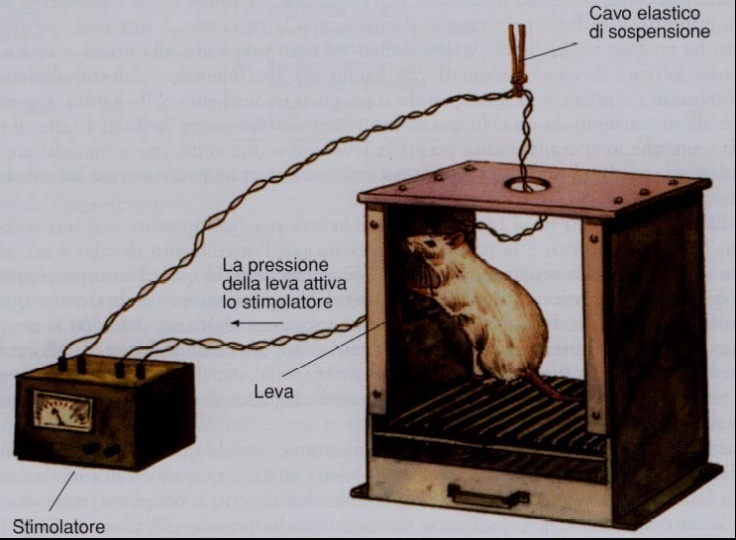 Cavo elastico
di sospensione
La pressione
della leva attiva
lo stimolatore
Leva
Stimolatore